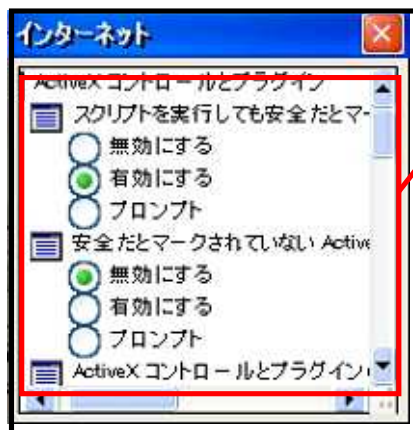 インターネット
ActiveX コントロールとプラグイン
スクリプトを実行しても安全だとマー
無効にする
有効にする
プロンプト
安全だとマークされていない Active
無効にする
有効にする
プロンプト
ActiveX コントロールとプラグイン